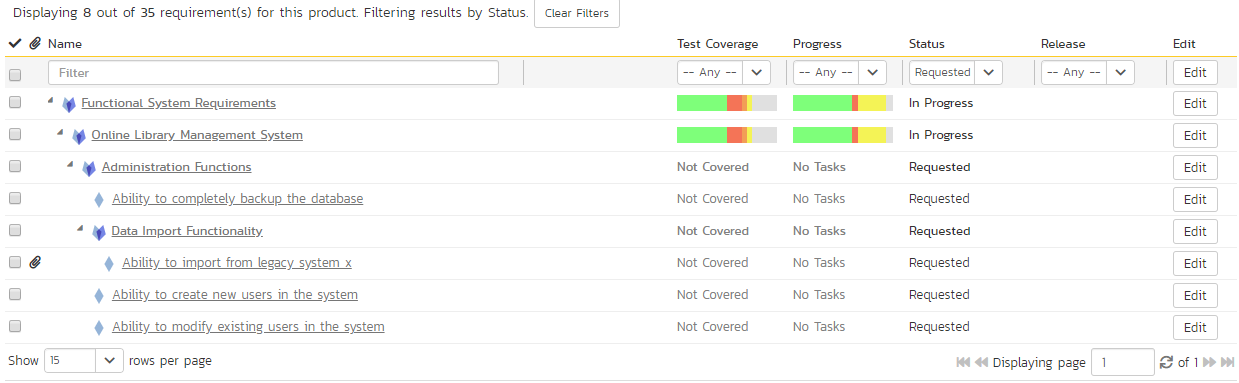 Displaying 8 out of 35 requirement(s) for this product. Filtering results by Status. Clear Filters
Name Test Coverage Progress Status Release Edit
Filter -- Any -- -- Any -- Requested -- Any -- Edit
Functional System Requirements In Progress Edit
Online Library Management System In Progress Edit
Administration Functions Not Covered No Tasks Requested Edit
Ability to completely backup the database Not Covered No Tasks Requested Edit
Data Import Functionality Not Covered No Tasks Requested Edit
Ability to import from legacy system x Not Covered No Tasks Requested Edit
Ability to create new users in the system Not Covered No Tasks Requested Edit
Ability to modify existing users in the system Not Covered No Tasks Requested Edit
Show 15 rows per page Displaying page 1 of 1